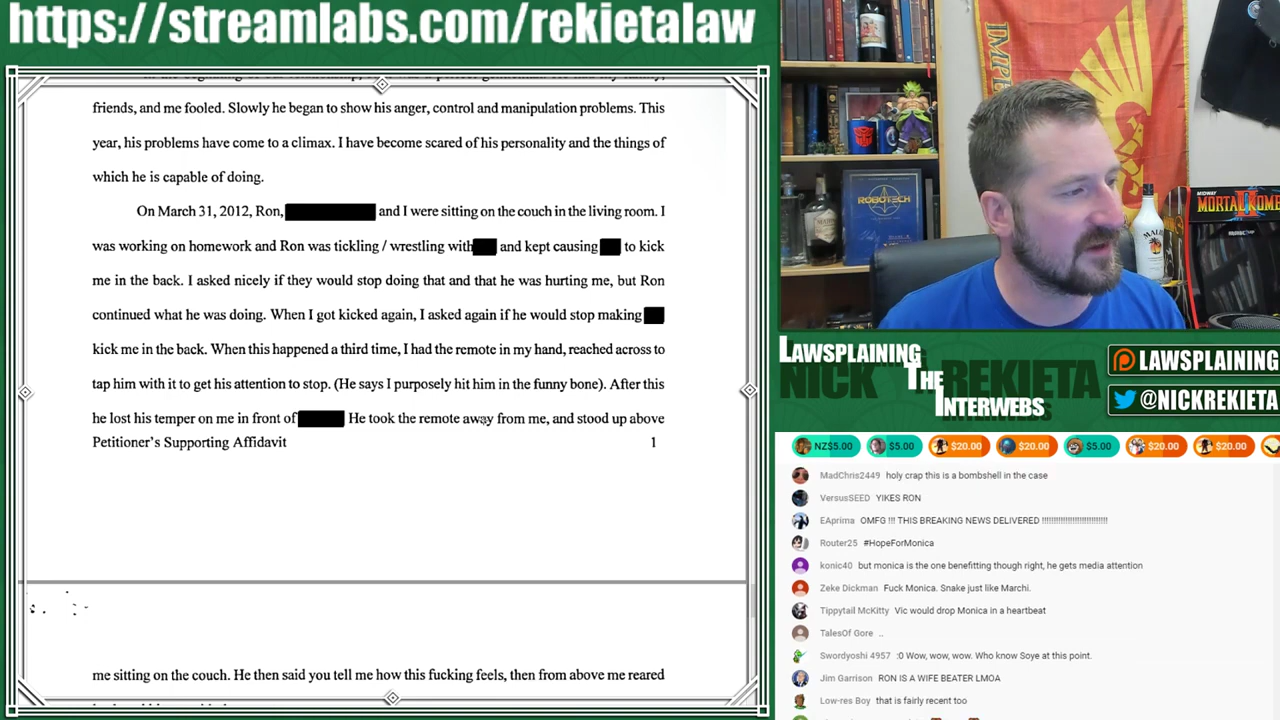 https://streamlabs.com/rekietalaw
friends, and me fooled. Slowly he began to show his anger, control and manipulation problems. This
year, his problems have come to a climax. I have become scared of his personality and the things of
which he is capable of doing.
On March 31, 2012, Ron, and I were sitting on the couch in the living room. I
was working on homework and Ron was tickling / wrestling with and kept causing to kick
me in the back. I asked nicely if they would stop doing that and that he was hurting me, but Ron
continued what he was doing. When I got kicked again, I asked again if he would stop making
kick me in the back. When this happened a third time, I had the remote in my hand, reached across to
tap him with it to get his attention to stop. (He says I purposely hit him in the funny bone). After this
he lost his temper on me in front of He took the remote away from me, and stood up above
Petitioner's Supporting Affidavit 1
me sitting on the couch. He then said you tell me how this fucking feels, then from above me reared
ROBOTECH
MIDWAY
MORTAL KOMB
II
LAWSPLAINING
THE
INTERWEBS
NICK REKIETA
LAWSPLAINING
@NICKREKIETA
NZ$5.00 $5.00 $20.00 $20.00 $5.00 $20.00 $20.00
MadChris2449 holy crap this is a bombshell in the case
VersusSEED YIKES RON
EAprima OMFG !!! THIS BREAKING NEWS DELIVERED !!!!!!!!!!!!!!!!!!!!!!!!!!!!
Router25 #HopeForMonica
konic40 but monica is the one benefitting though right, he gets media attention
Zeke Dickman Fuck Monica. Snake just like Marchi.
Tippytail McKitty Vic would drop Monica in a heartbeat
TalesOf Gore ..
Swordyoshi 4957 :0 Wow, wow, wow. Who know Soye at this point.
Jim Garrison RON IS A WIFE BEATER LMOA
Low-res Boy that is fairly recent too